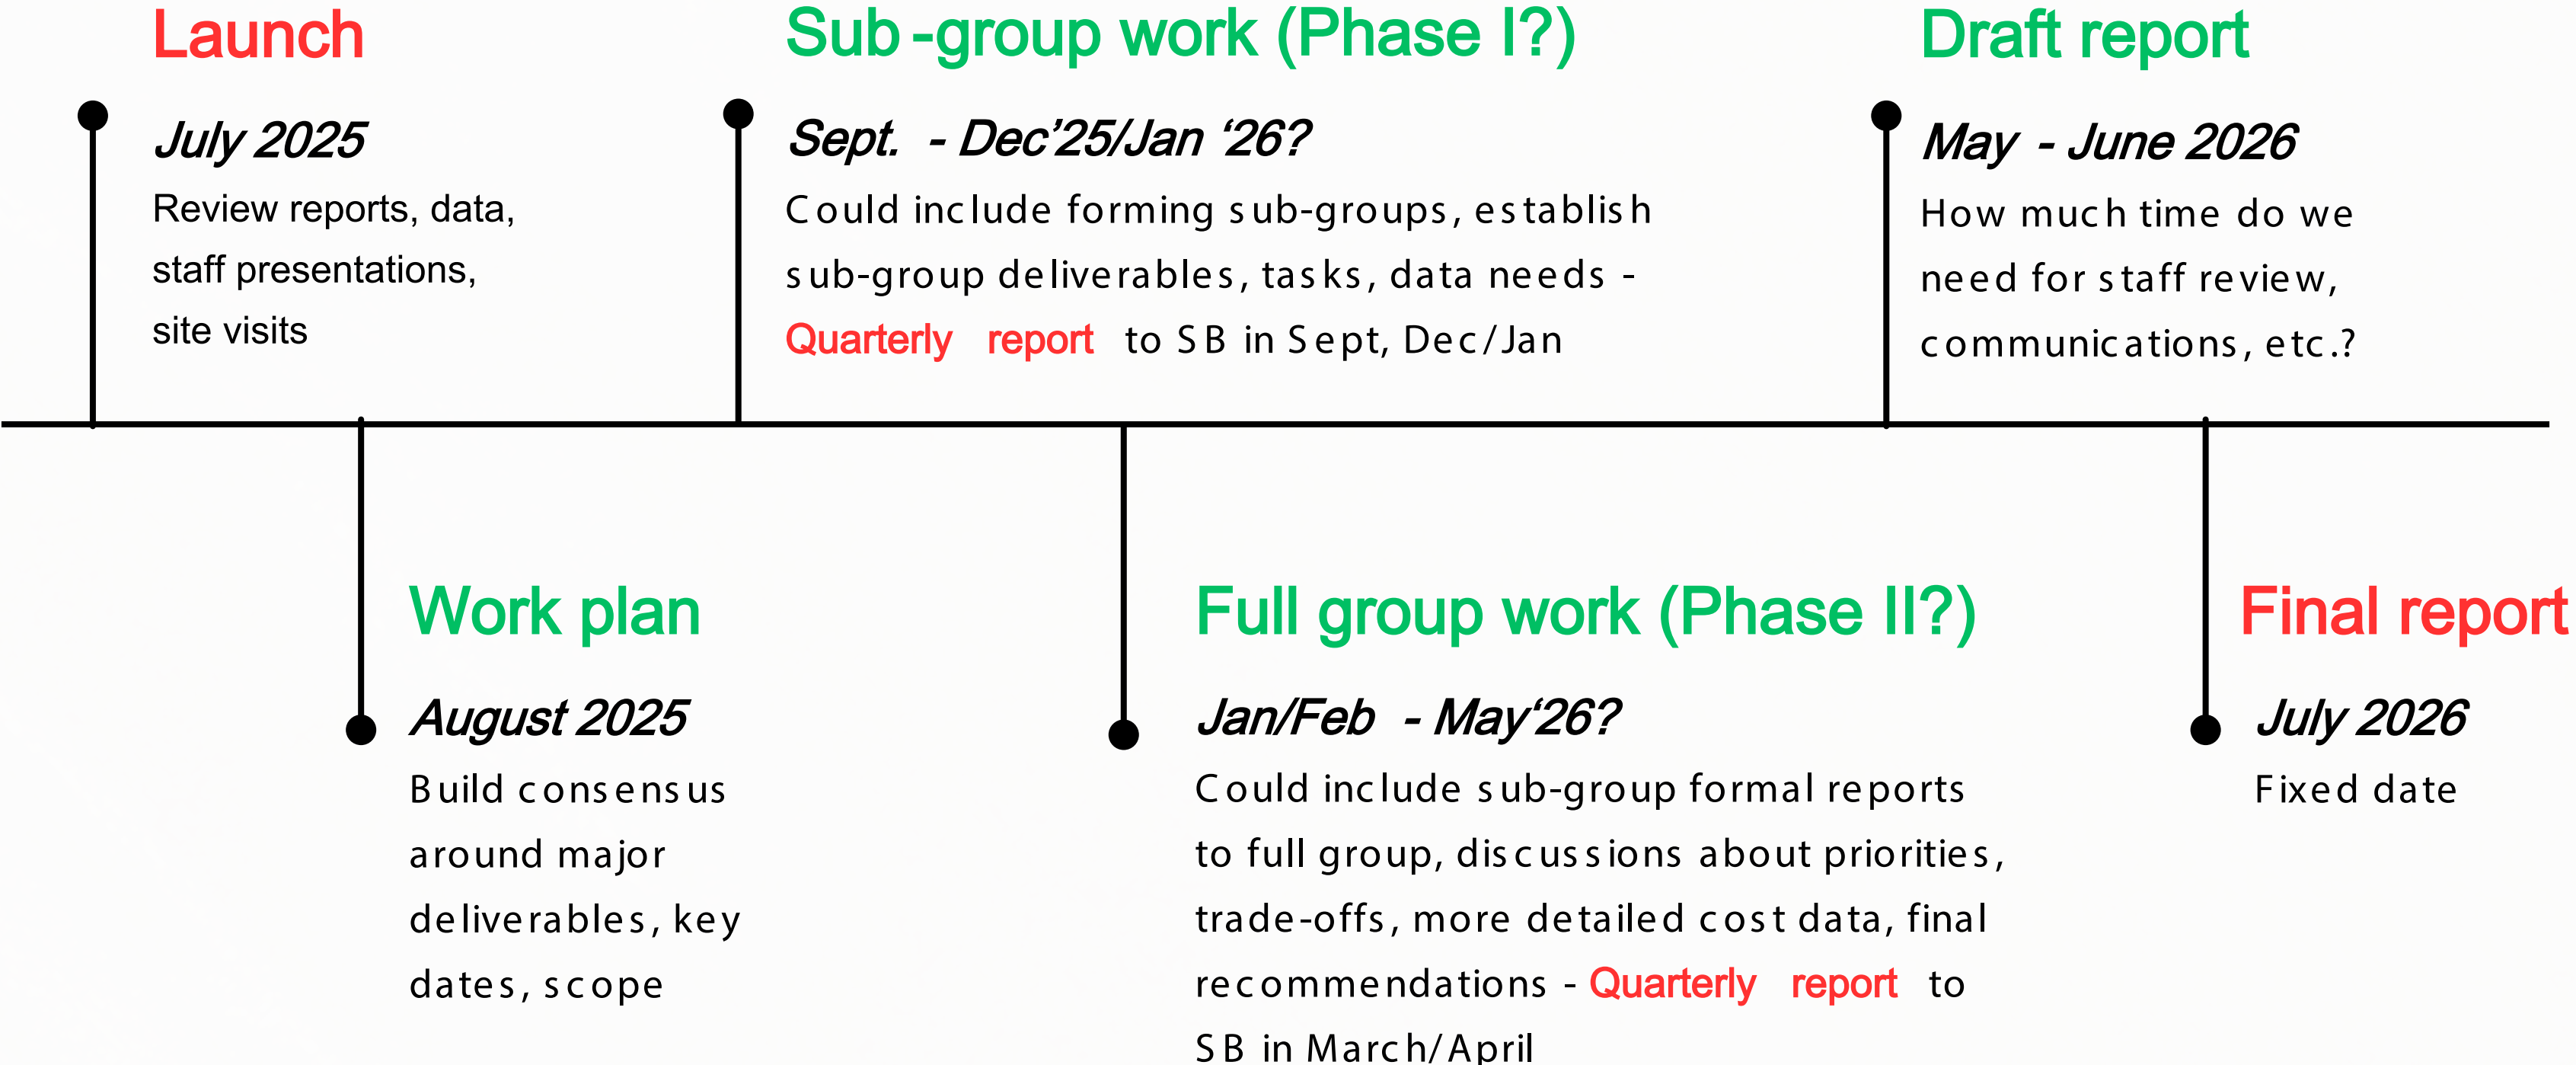 Launch
July 2025
Review reports, data,
staff presentations,
site visits
Sub-group work (Phase I?)
Sept. - Dec’25/Jan ‘26?
Could include forming sub-groups, establish
sub-group deliverables, tasks, data needs -
Quarterly report to SB in Sept, Dec/Jan
Draft report
May - June 2026
How much time do we
need for staff review,
communications, etc.?
Work plan
August 2025
Build consensus
around major
deliverables, key
dates, scope
Full group work (Phase II?)
Jan/Feb - May‘26?
Could include sub-group formal reports
to full group, discussions about priorities,
trade-offs, more detailed cost data, final
recommendations - Quarterly report to
SB in March/April
Final report
July 2026
Fixed date